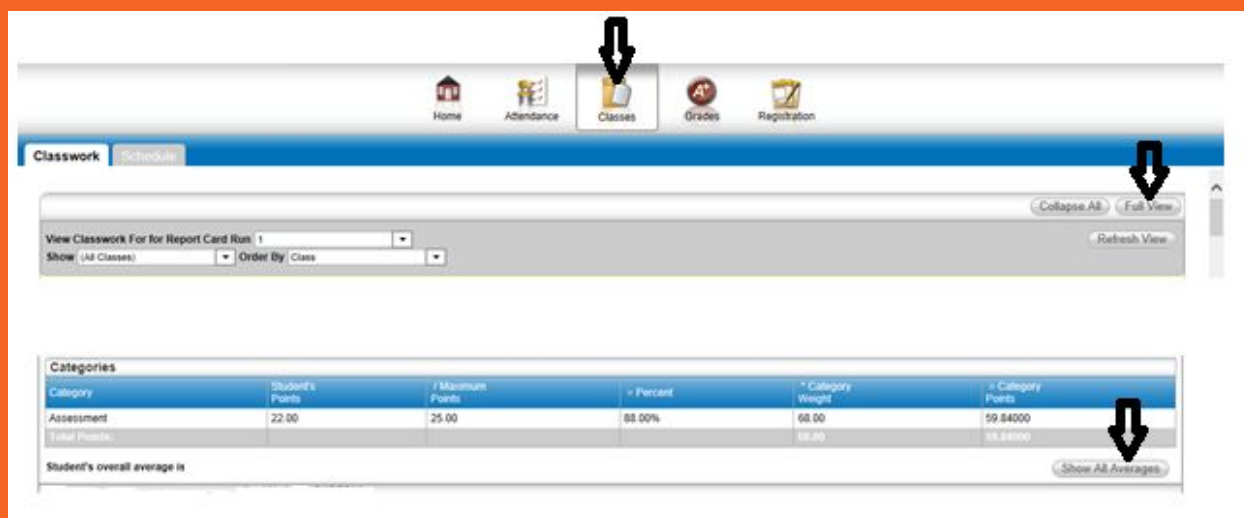 Home Attendance Classes Grades Registration
Classwork Schedule
Collapse All Full View
View Classwork For for Report Card Run 1 Refresh View
Show (All Classes) Order By Class
Categories
Category Student's Points / Maximum Points = Percent * Category Weight = Category Points
Assessment 22.00 25.00 88.00% 68.00 59.84000
Total Points: 68.00 59.84000
Student's overall average is Show All Averages